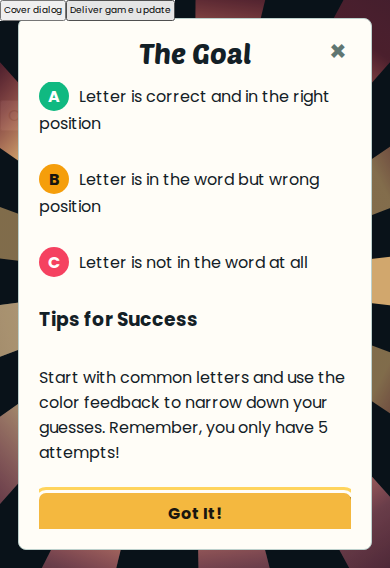 Cover dialog Deliver game update
The Goal
✖
A Letter is correct and in the right
position
B Letter is in the word but wrong
position
C Letter is not in the word at all
Tips for Success
Start with common letters and use the
color feedback to narrow down your
guesses. Remember, you only have 5
attempts!
Got It!